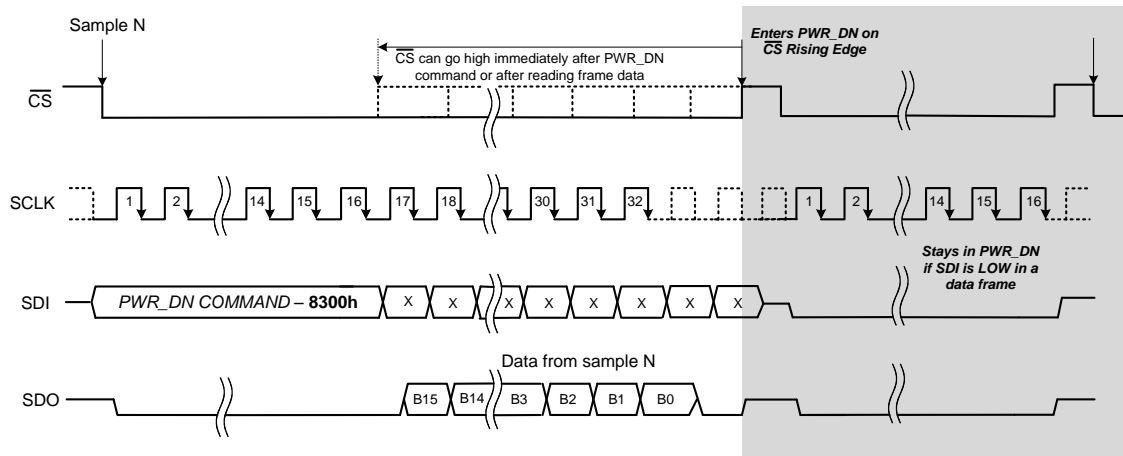 Sample N
CS can go high immediately after PWR_DN
command or after reading frame data
Enters PWR_DN on
CS Rising Edge
CS
SCLK
1 2 14 15 16 17 18 30 31 32 1 2 14 15 16
Stays in PWR_DN
if SDI is LOW in a
data frame
SDI
PWR_DN COMMAND – 8300h
X X X X X X X X
Data from sample N
SDO
B15 B14 B3 B2 B1 B0